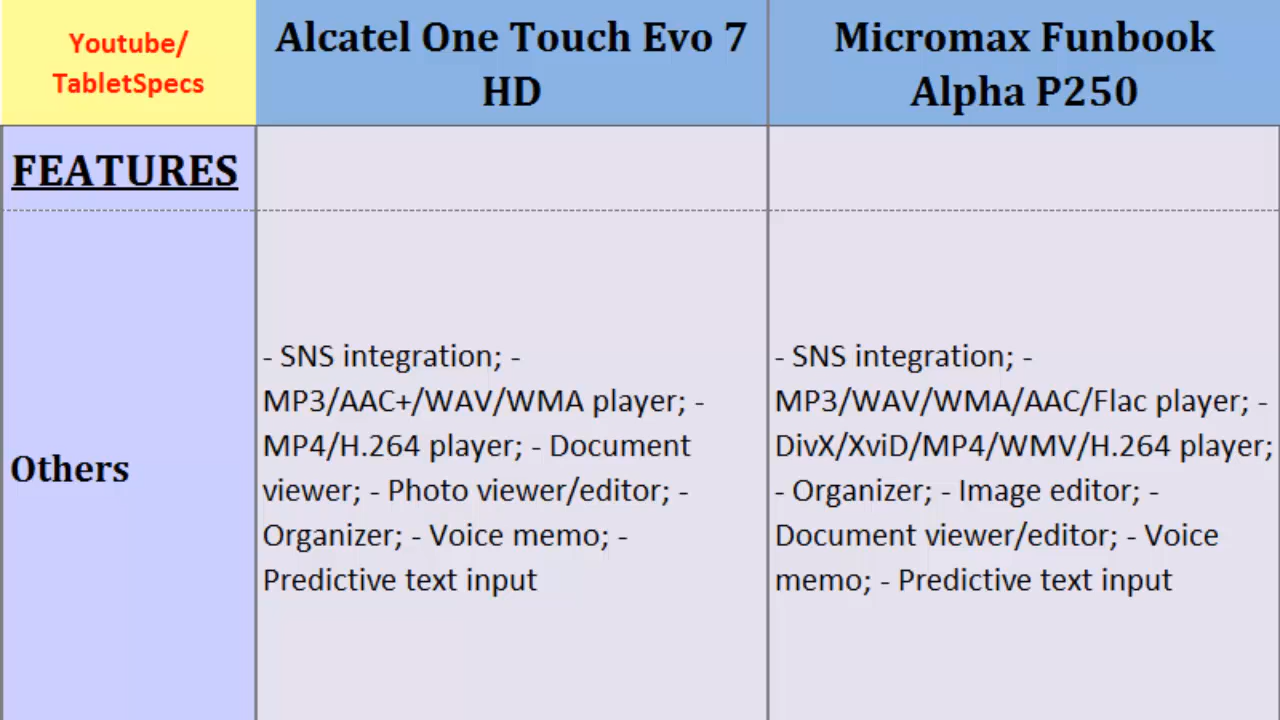 Youtube/
TabletSpecs
Alcatel One Touch Evo 7
HD
Micromax Funbook
Alpha P250
FEATURES
Others
- SNS integration; -
MP3/AAC+/WAV/WMA player; -
MP4/H.264 player; - Document
viewer; - Photo viewer/editor; -
Organizer; - Voice memo; -
Predictive text input
- SNS integration; -
MP3/WAV/WMA/AAC/Flac player; -
DivX/XviD/MP4/WMV/H.264 player;
- Organizer; - Image editor; -
Document viewer/editor; - Voice
memo; - Predictive text input